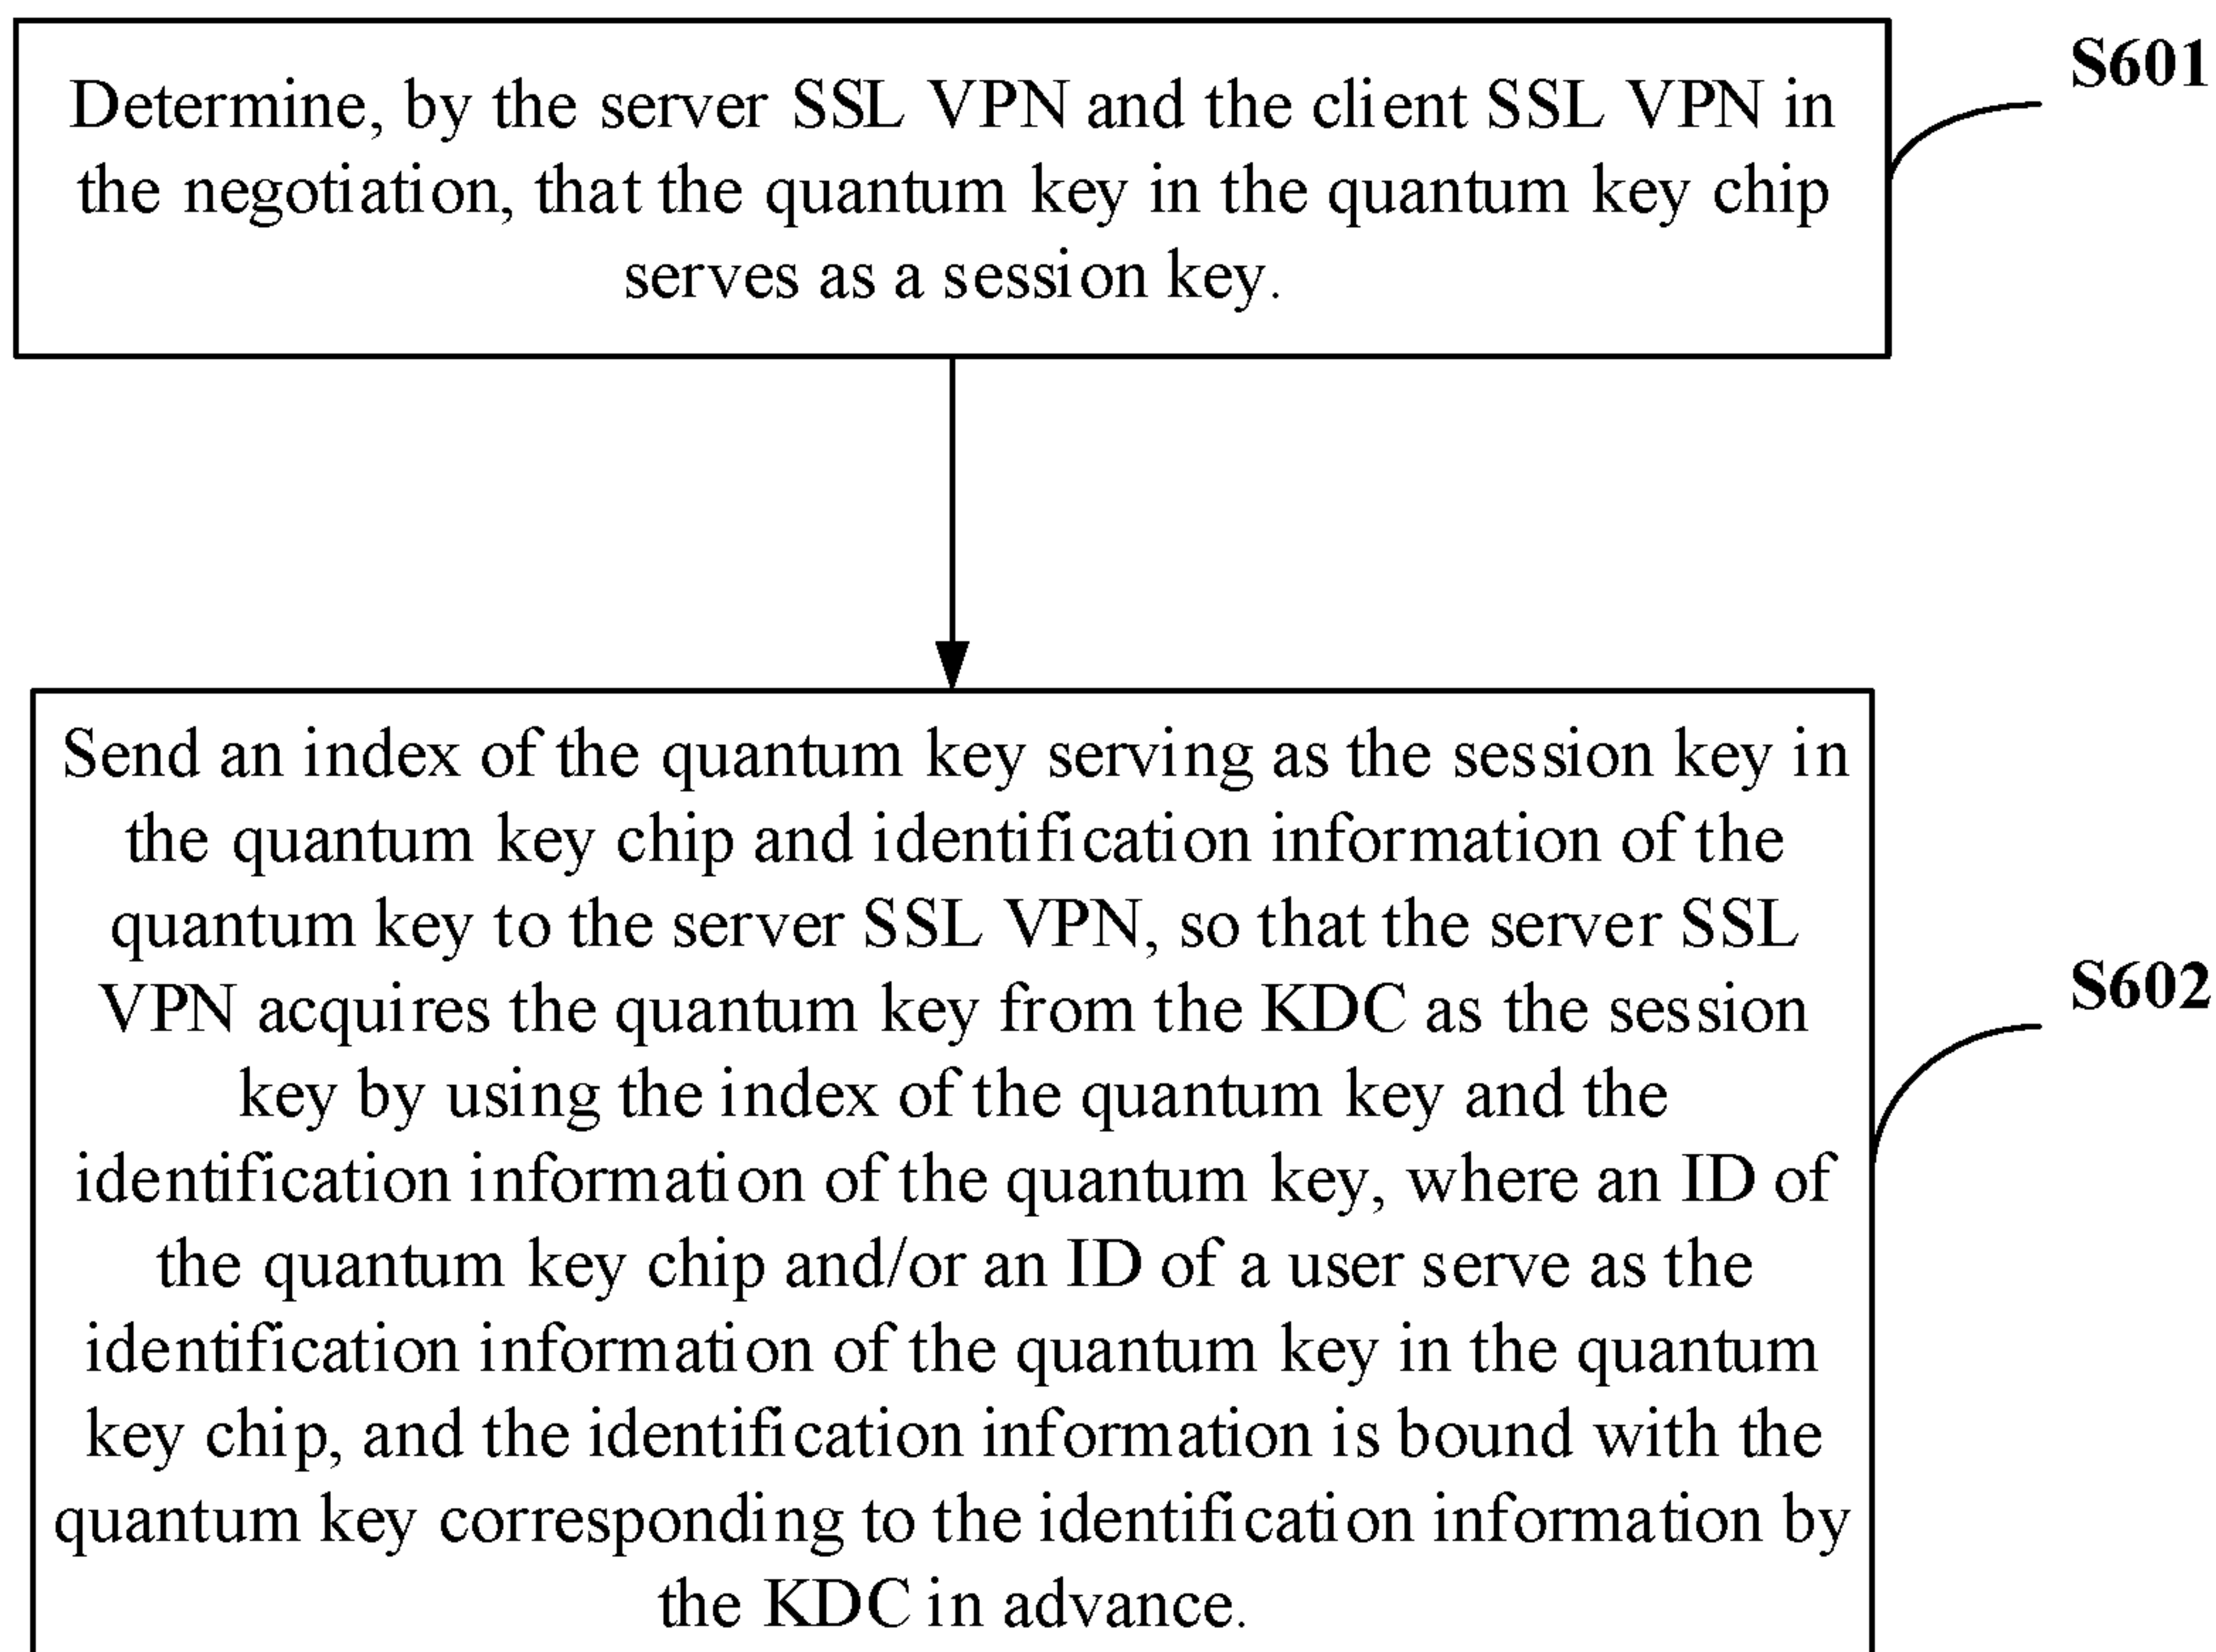 Determine, by the server SSL VPN and the client SSL VPN in
the negotiation, that the quantum key in the quantum key chip
serves as a session key.
S601
Send an index of the quantum key serving as the session key in
the quantum key chip and identification information of the
quantum key to the server SSL VPN, so that the server SSL
VPN acquires the quantum key from the KDC as the session
key by using the index of the quantum key and the
identification information of the quantum key, where an ID of
the quantum key chip and/or an ID of a user serve as the
identification information of the quantum key in the quantum
key chip, and the identification information is bound with the
quantum key corresponding to the identification information by
the KDC in advance.
S602